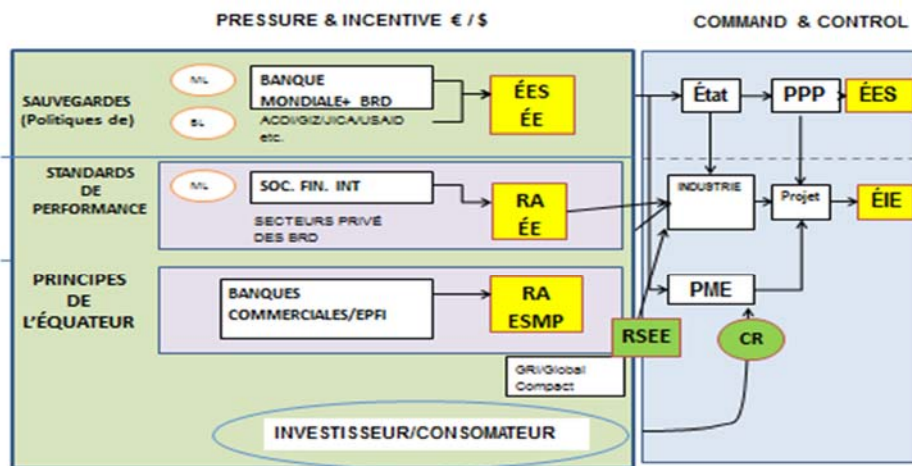 PRESSURE & INCENTIVE € / $
COMMAND & CONTROL
SAUVEGARDES
(Politiques de)
ML
BL
BANQUE
MONDIALE+ BRD
ACDI/GIZ/JICA/USAID
etc.
ÉES
ÉE
État
PPP
ÉES
STANDARDS
DE
PERFORMANCE
ML
SOC. FIN. INT
SECTEURS PRIVÉ
DES BRD
RA
ÉE
INDUSTRIE
Projet
ÉIE
PRINCIPES
DE
L'ÉQUATEUR
BANQUES
COMMERCIALES/EPFI
RA
ESMP
PME
RSEE
CR
GRI/Global
Compact
INVESTISSEUR/CONSOMATEUR